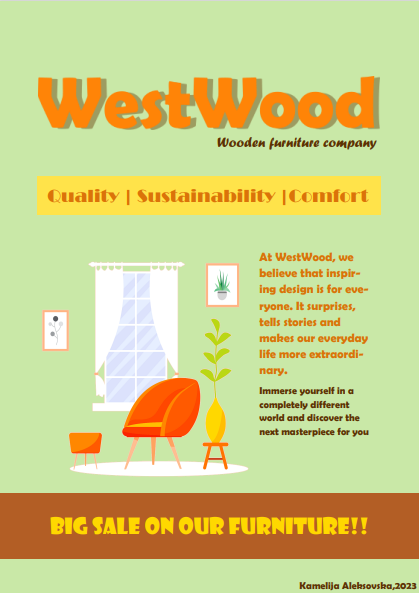 WestWood
Wooden furniture company
Quality | Sustainability |Comfort
At WestWood, we
believe that inspir-
ing design is for eve-
ryone. It surprises,
tells stories and
makes our everyday
life more extraordi-
nary.
Immerse yourself in a
completely different
world and discover the
next masterpiece for you
BIG SALE ON OUR FURNITURE!!
Kamelija Aleksovska,2023